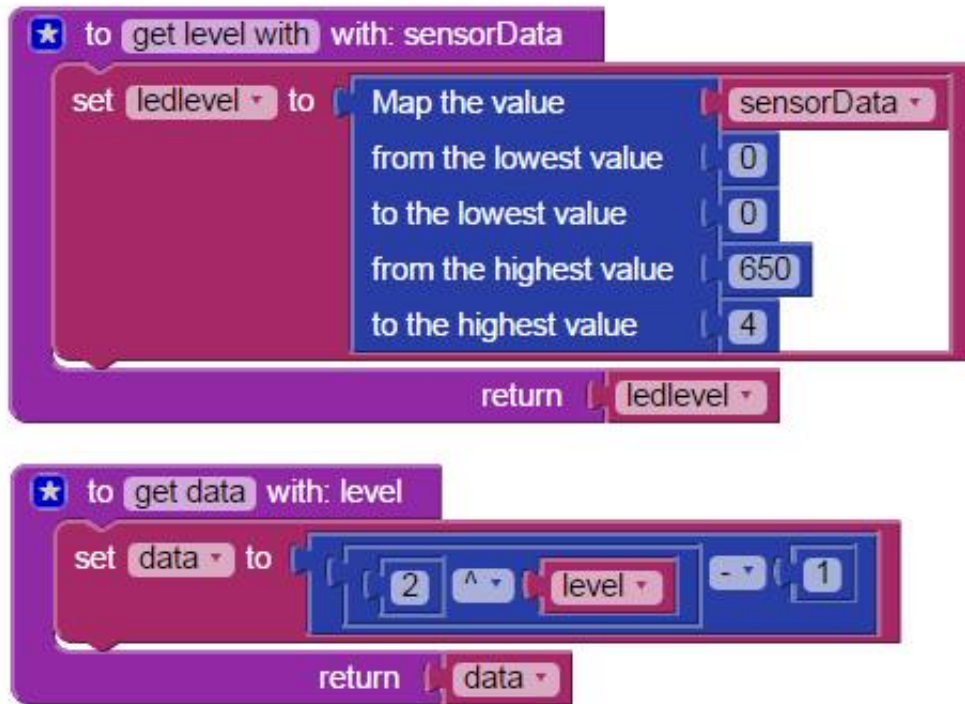 to get level with with: sensorData
set ledlevel to Map the value sensorData
from the lowest value 0
to the lowest value 0
from the highest value 650
to the highest value 4
return ledlevel
to get data with: level
set data to 2 ^ level - 1
return data